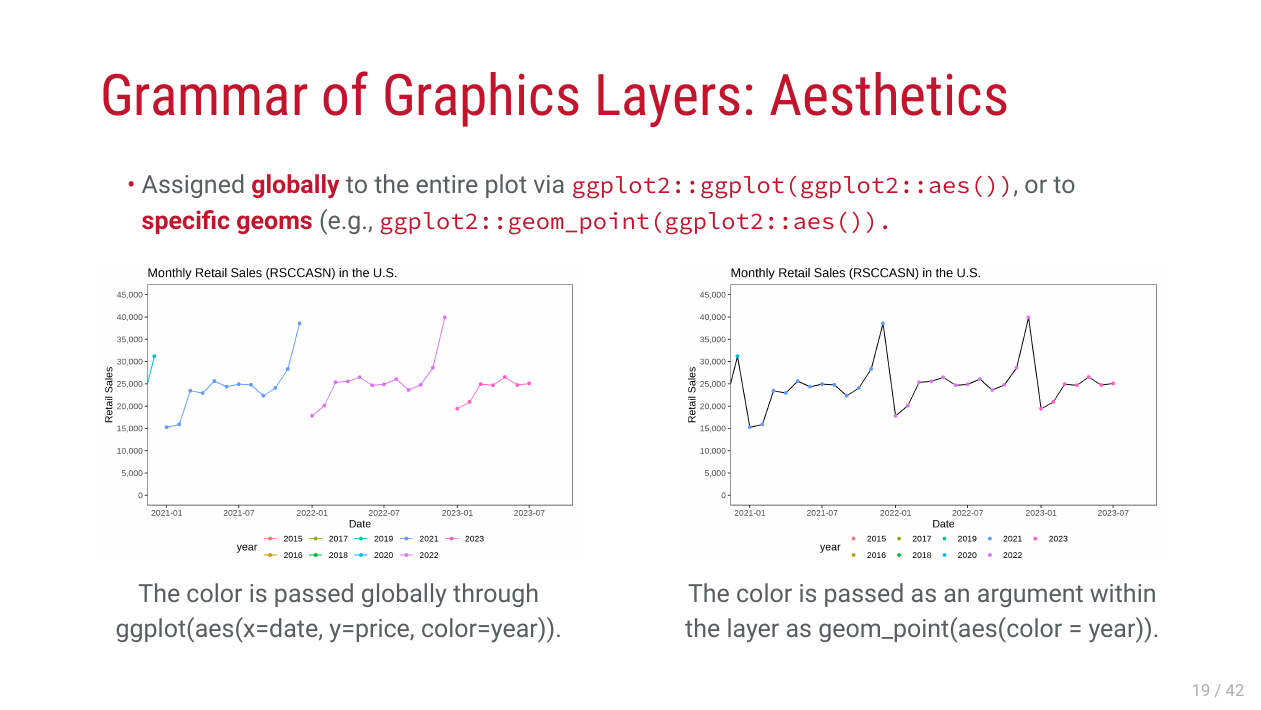 Grammar of Graphics Layers: Aesthetics
• Assigned globally to the entire plot via ggplot2::ggplot(ggplot2::aes()), or to
specific geoms (e.g., ggplot2::geom_point(ggplot2::aes()).
Monthly Retail Sales (RSCCASN) in the U.S.
45,000
40,000
35,000
30,000
25,000
20,000
15,000
10,000
5,000
0
Retail Sales
2021-01 2021-07 2022-01 2022-07 2023-01 2023-07
Date
year
2015 2017 2019 2021 2023
2016 2018 2020 2022
The color is passed globally through
ggplot(aes(x=date, y=price, color=year)).
Monthly Retail Sales (RSCCASN) in the U.S.
45,000
40,000
35,000
30,000
25,000
20,000
15,000
10,000
5,000
0
Retail Sales
2021-01 2021-07 2022-01 2022-07 2023-01 2023-07
Date
year
2015 2017 2019 2021 2023
2016 2018 2020 2022
The color is passed as an argument within
the layer as geom_point(aes(color = year)).
19 / 42